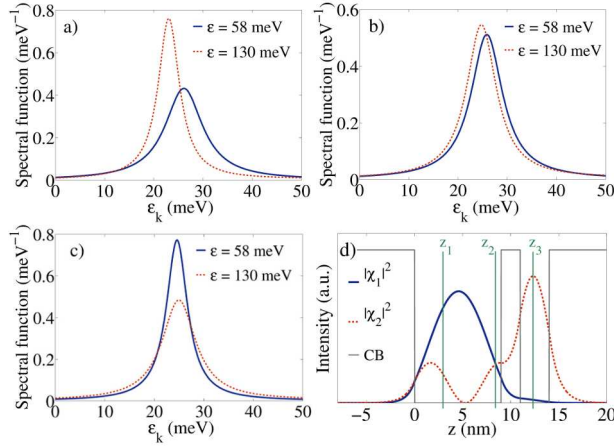 a)
ε = 58 meV
ε = 130 meV
Spectral function (meV⁻¹)
0.8
0.6
0.4
0.2
0
0 10 20 30 40 50
ε_k (meV)
b)
ε = 58 meV
ε = 130 meV
Spectral function (meV⁻¹)
0.6
0.4
0.2
0
0 10 20 30 40 50
ε_k (meV)
c)
ε = 58 meV
ε = 130 meV
Spectral function (meV⁻¹)
0.8
0.6
0.4
0.2
0
0 10 20 30 40 50
ε_k (meV)
d)
z₁ z₂ z₃
|χ₁|²
|χ₂|²
CB
Intensity (a.u.)
−5 0 5 10 15 20
z (nm)